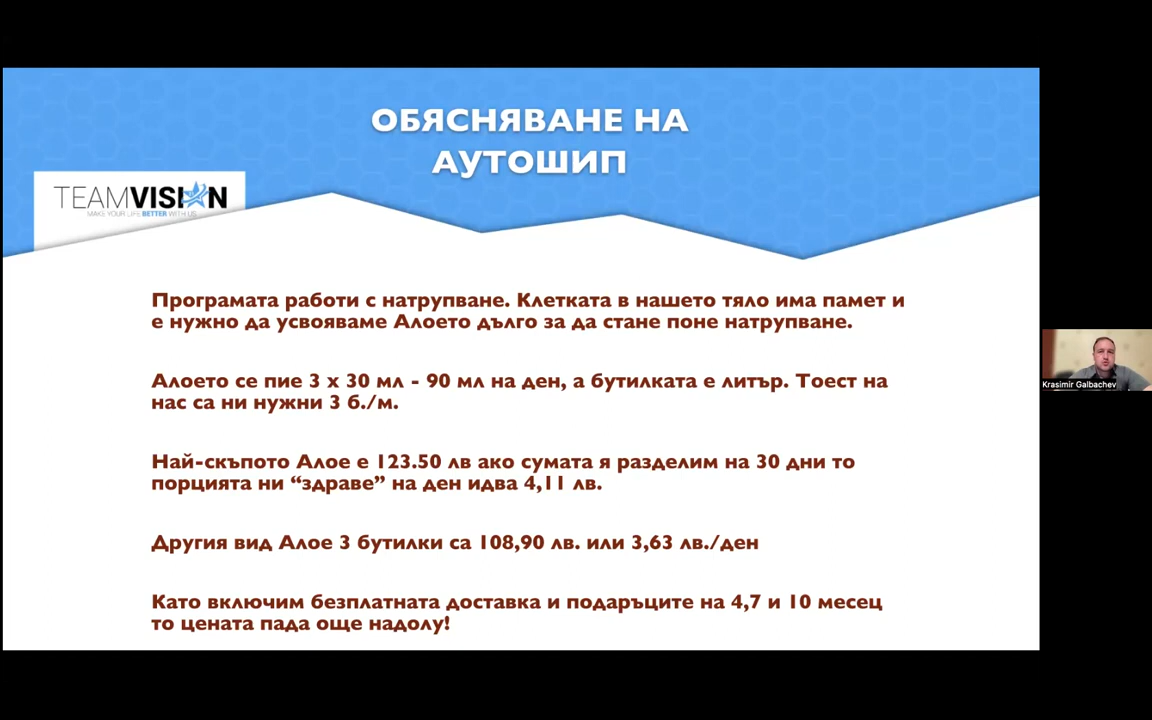 ОБЯСНЯВАНЕ НА
АУТОШИП
TEAMVISION
MAKE YOUR LIFE BETTER WITH US
Програмата работи с натрупване. Клетката в нашето тяло има памет и
е нужно да усвояваме Алоето дълго за да стане поне натрупване.
Алоето се пие 3 х 30 мл - 90 мл на ден, а бутилката е литър. Тоест на
нас са ни нужни 3 б./м.
Най-скъпото Алое е 123.50 лв ако сумата я разделим на 30 дни то
порцията ни “здраве” на ден идва 4,11 лв.
Другия вид Алое 3 бутилки са 108,90 лв. или 3,63 лв./ден
Като включим безплатната доставка и подаръците на 4,7 и 10 месец
то цената пада още надолу!
Krasimir Galbachev